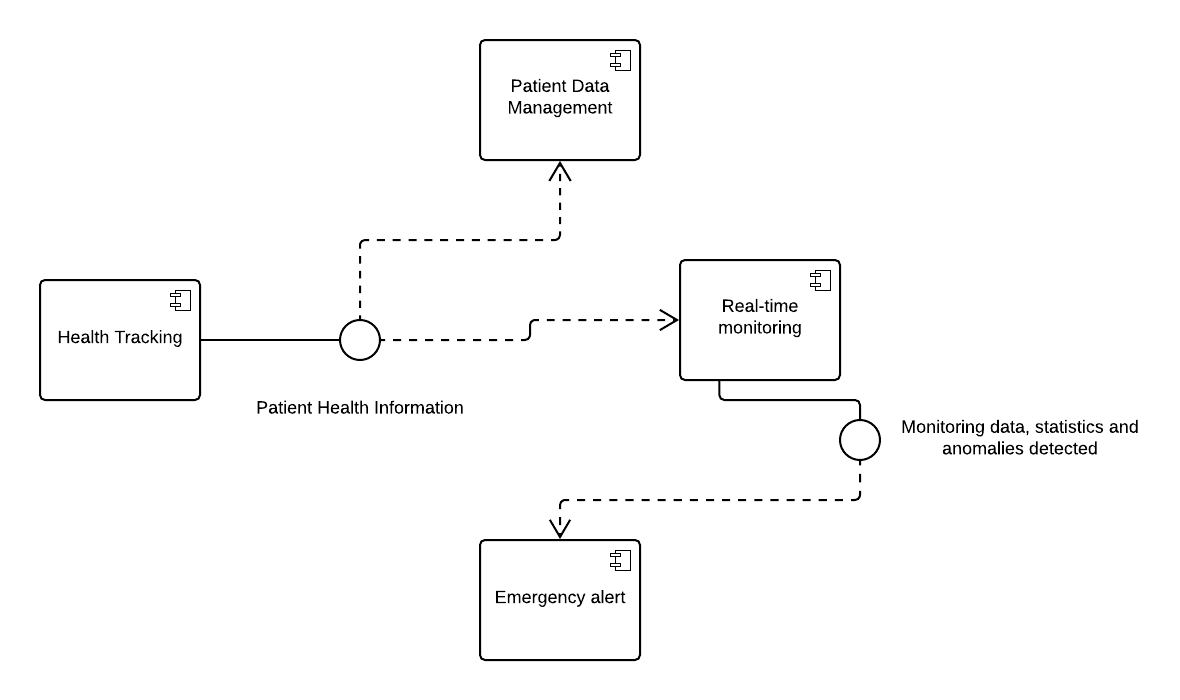 Patient Data
Management
Health Tracking
Real-time
monitoring
Patient Health Information
Monitoring data, statistics and
anomalies detected
Emergency alert